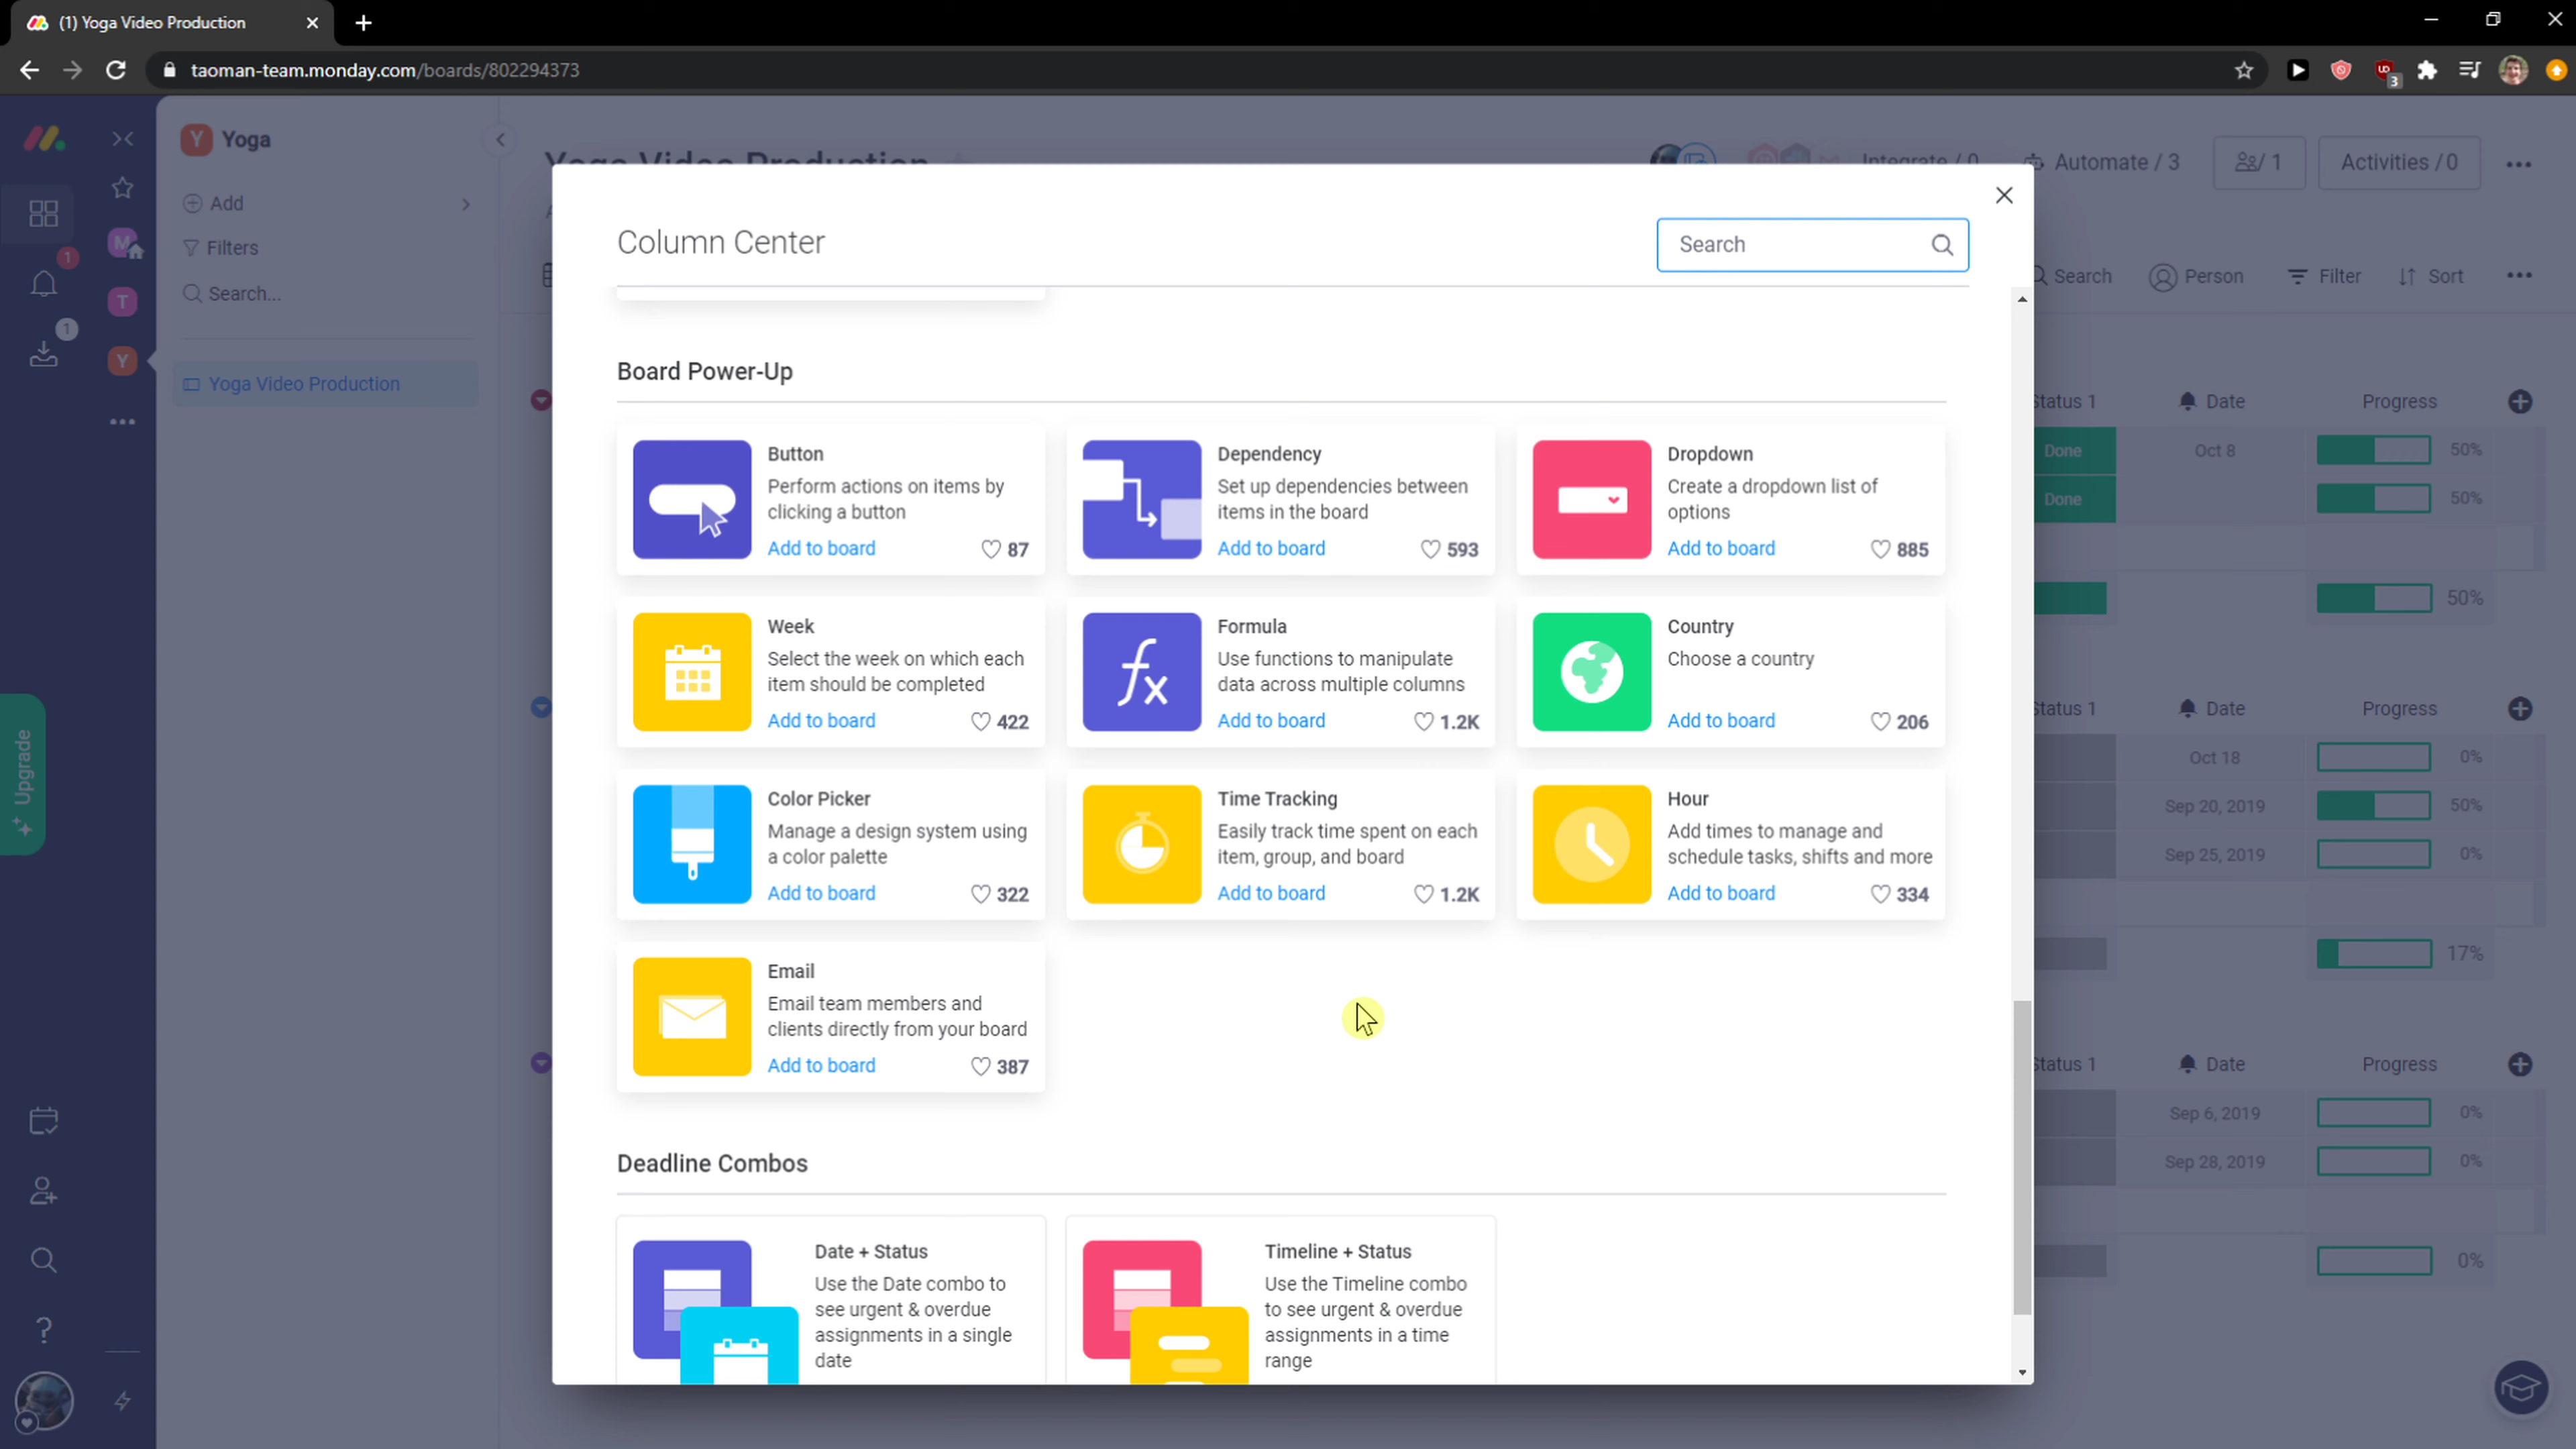 (1) Yoga Video Production
taoman-team.monday.com/boards/802294373
3
Y Yoga
Add
Filters
Search...
Yoga Video Production
M
T
Y
1
1
Upgrade
Yoga Video Production
Integrate / 0
Automate / 3
/ 1
Activities / 0
Search
Person
Filter
Sort
Column Center
Search
Board Power-Up
Button
Perform actions on items by
clicking a button
Add to board
87
Dependency
Set up dependencies between
items in the board
Add to board
593
Dropdown
Create a dropdown list of
options
Add to board
885
Week
Select the week on which each
item should be completed
Add to board
422
Formula
Use functions to manipulate
data across multiple columns
Add to board
1.2K
Country
Choose a country
Add to board
206
Color Picker
Manage a design system using
a color palette
Add to board
322
Time Tracking
Easily track time spent on each
item, group, and board
Add to board
1.2K
Hour
Add times to manage and
schedule tasks, shifts and more
Add to board
334
Email
Email team members and
clients directly from your board
Add to board
387
Deadline Combos
Date + Status
Use the Date combo to
see urgent & overdue
assignments in a single
date
Timeline + Status
Use the Timeline combo
to see urgent & overdue
assignments in a time
range
Status 1 Date Progress
Done Oct 8 50%
Done 50%
50%
Status 1 Date Progress
Oct 18 0%
Sep 20, 2019 50%
Sep 25, 2019 0%
17%
Status 1 Date Progress
Sep 6, 2019 0%
Sep 28, 2019 0%
0%